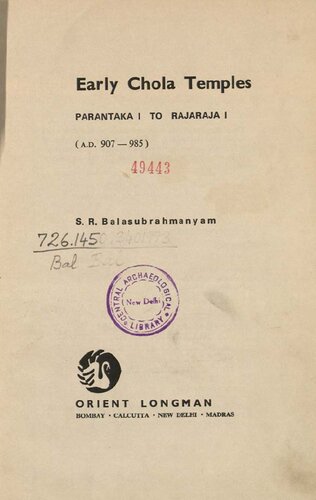 Early Chola Temples
PARANTAKA I TO RAJARAJA I
(A.D. 907 — 985)
49443
S. R. Balasubrahmanyam
726.145
Bal
CENTRAL ARCHAEOLOGICAL
New Delhi
LIBRARY
ORIENT LONGMAN
BOMBAY · CALCUTTA · NEW DELHI · MADRAS